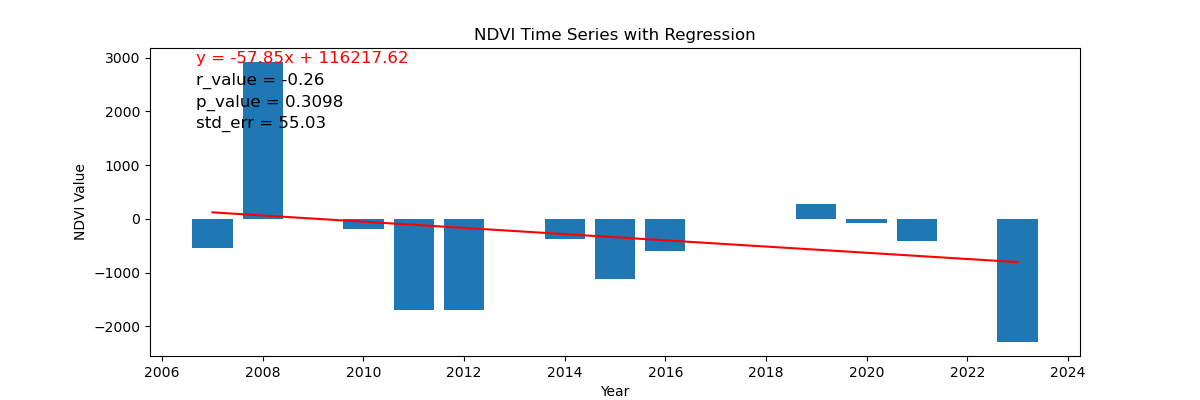 NDVI Time Series with Regression
y = -57.85x + 116217.62
r_value = -0.26
p_value = 0.3098
std_err = 55.03
3000
2000
1000
0
−1000
−2000
NDVI Value
2006 2008 2010 2012 2014 2016 2018 2020 2022 2024
Year